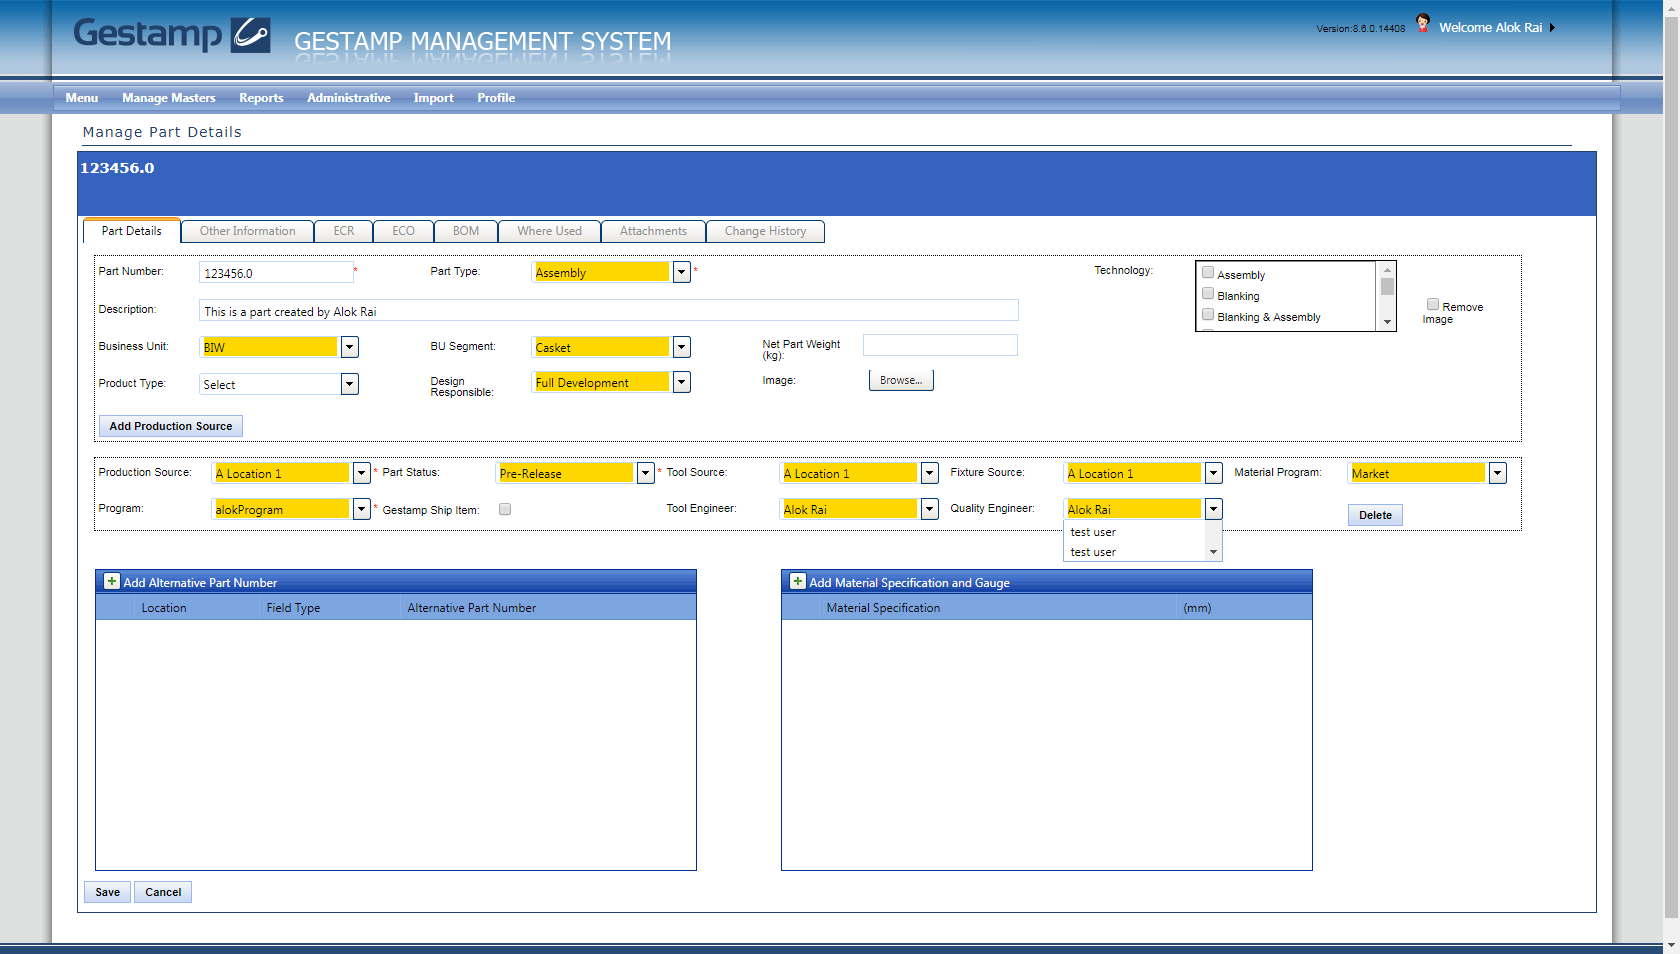 Gestamp
GESTAMP MANAGEMENT SYSTEM
Version:8.6.0.14408
Welcome Alok Rai
Menu Manage Masters Reports Administrative Import Profile
Manage Part Details
123456.0
Part Details Other Information ECR ECO BOM Where Used Attachments Change History
Part Number: 123456.0 * Part Type: Assembly * Technology: Assembly
Blanking
Blanking & Assembly
Remove Image
Description: This is a part created by Alok Rai
Business Unit: BIW BU Segment: Casket Net Part Weight (kg):
Product Type: Select Design Responsible: Full Development Image: Browse...
Add Production Source
Production Source: A Location 1 * Part Status: Pre-Release * Tool Source: A Location 1 Fixture Source: A Location 1 Material Program: Market
Program: alokProgram * Gestamp Ship Item: Tool Engineer: Alok Rai Quality Engineer: Alok Rai Delete
test user
test user
Add Alternative Part Number
Location Field Type Alternative Part Number
Add Material Specification and Gauge
Material Specification (mm)
Save Cancel